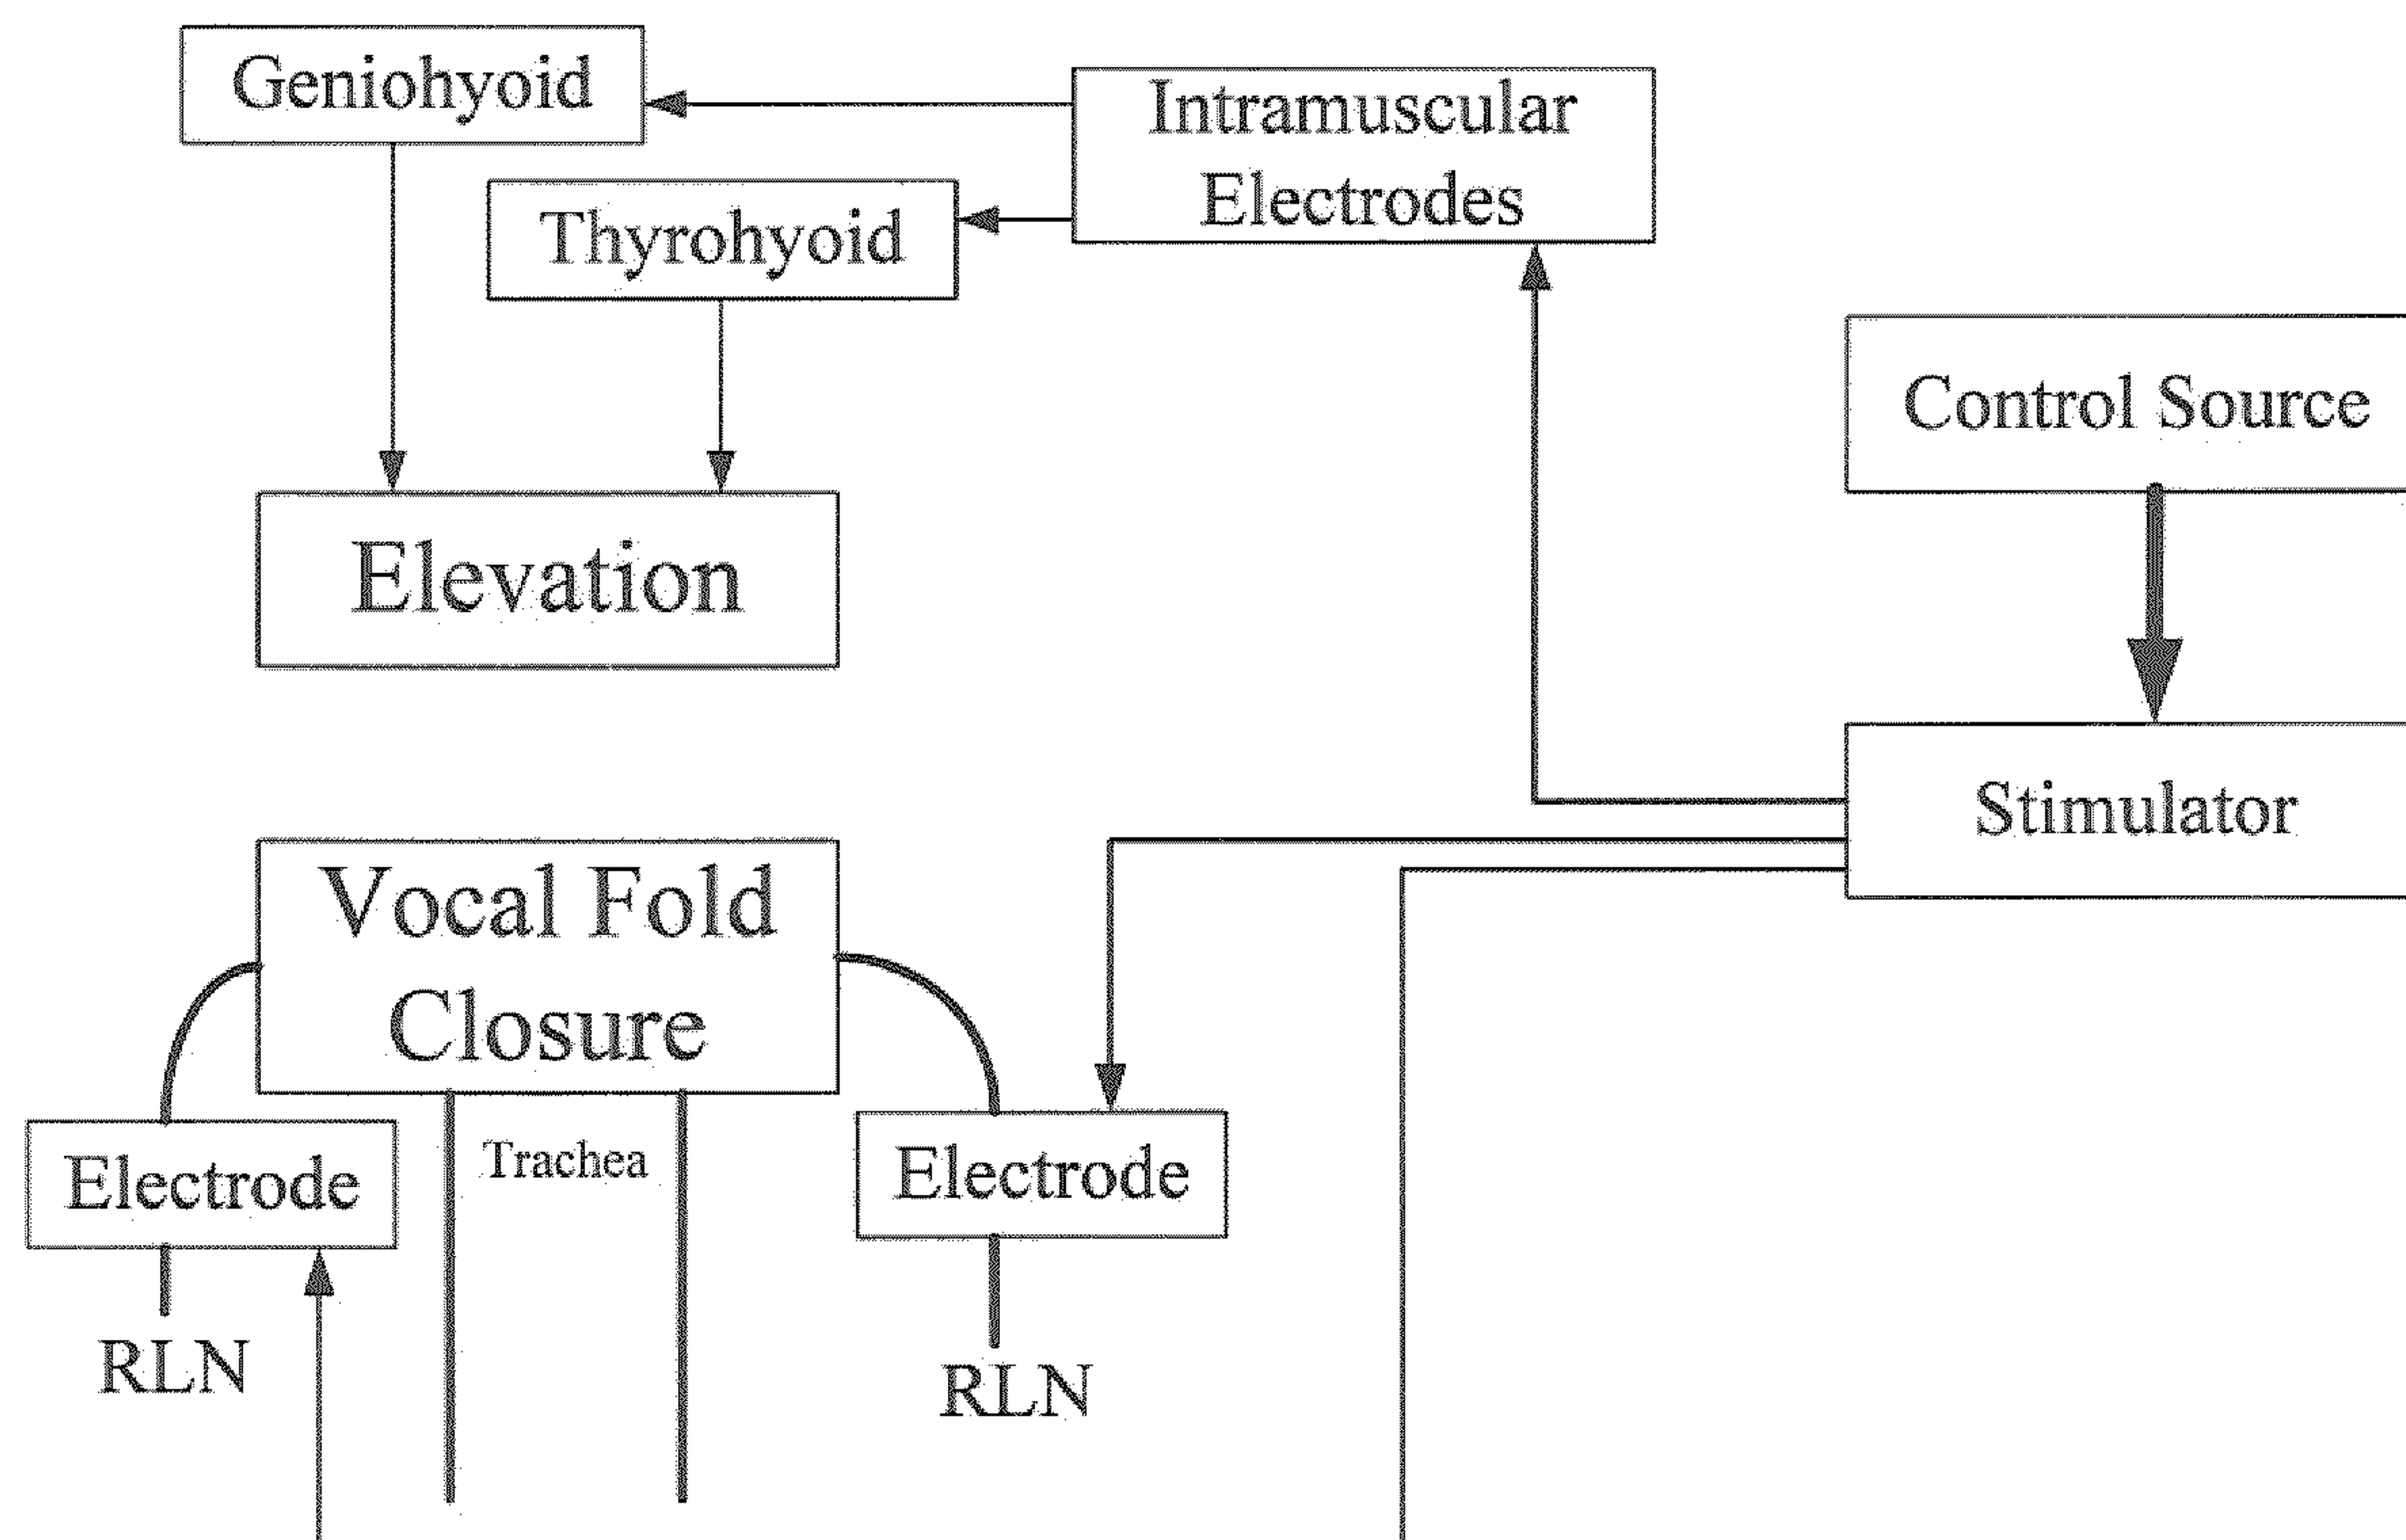 Geniohyoid
Intramuscular
Electrodes
Thyrohyoid
Control Source
Elevation
Stimulator
Vocal Fold
Closure
Trachea
Electrode
Electrode
RLN
RLN